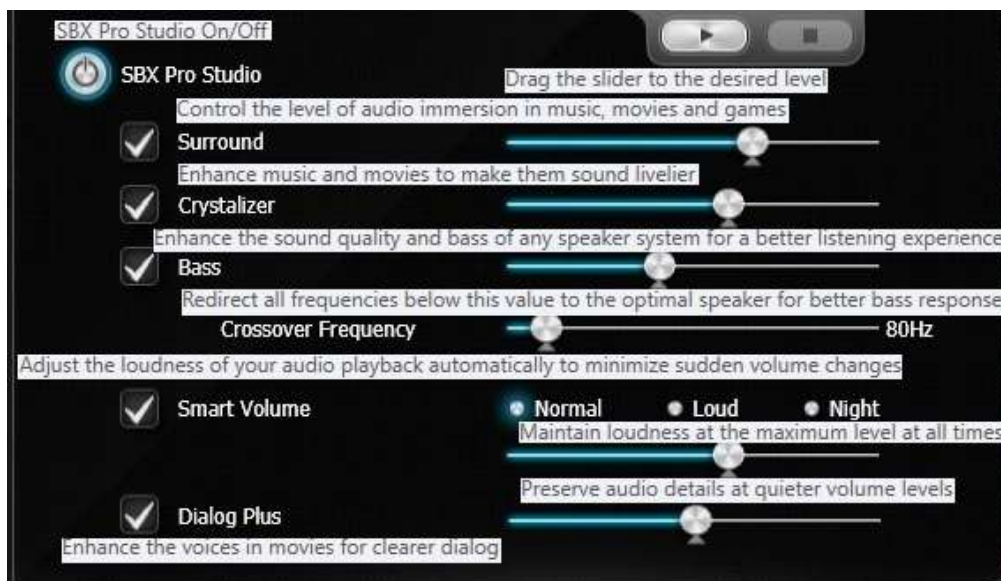 SBX Pro Studio On/Off
SBX Pro Studio
Drag the slider to the desired level
Control the level of audio immersion in music, movies and games
Surround
Enhance music and movies to make them sound livelier
Crystalizer
Enhance the sound quality and bass of any speaker system for a better listening experience
Bass
Redirect all frequencies below this value to the optimal speaker for better bass response
Crossover Frequency 80Hz
Adjust the loudness of your audio playback automatically to minimize sudden volume changes
Smart Volume Normal Loud Night
Maintain loudness at the maximum level at all times
Preserve audio details at quieter volume levels
Dialog Plus
Enhance the voices in movies for clearer dialog